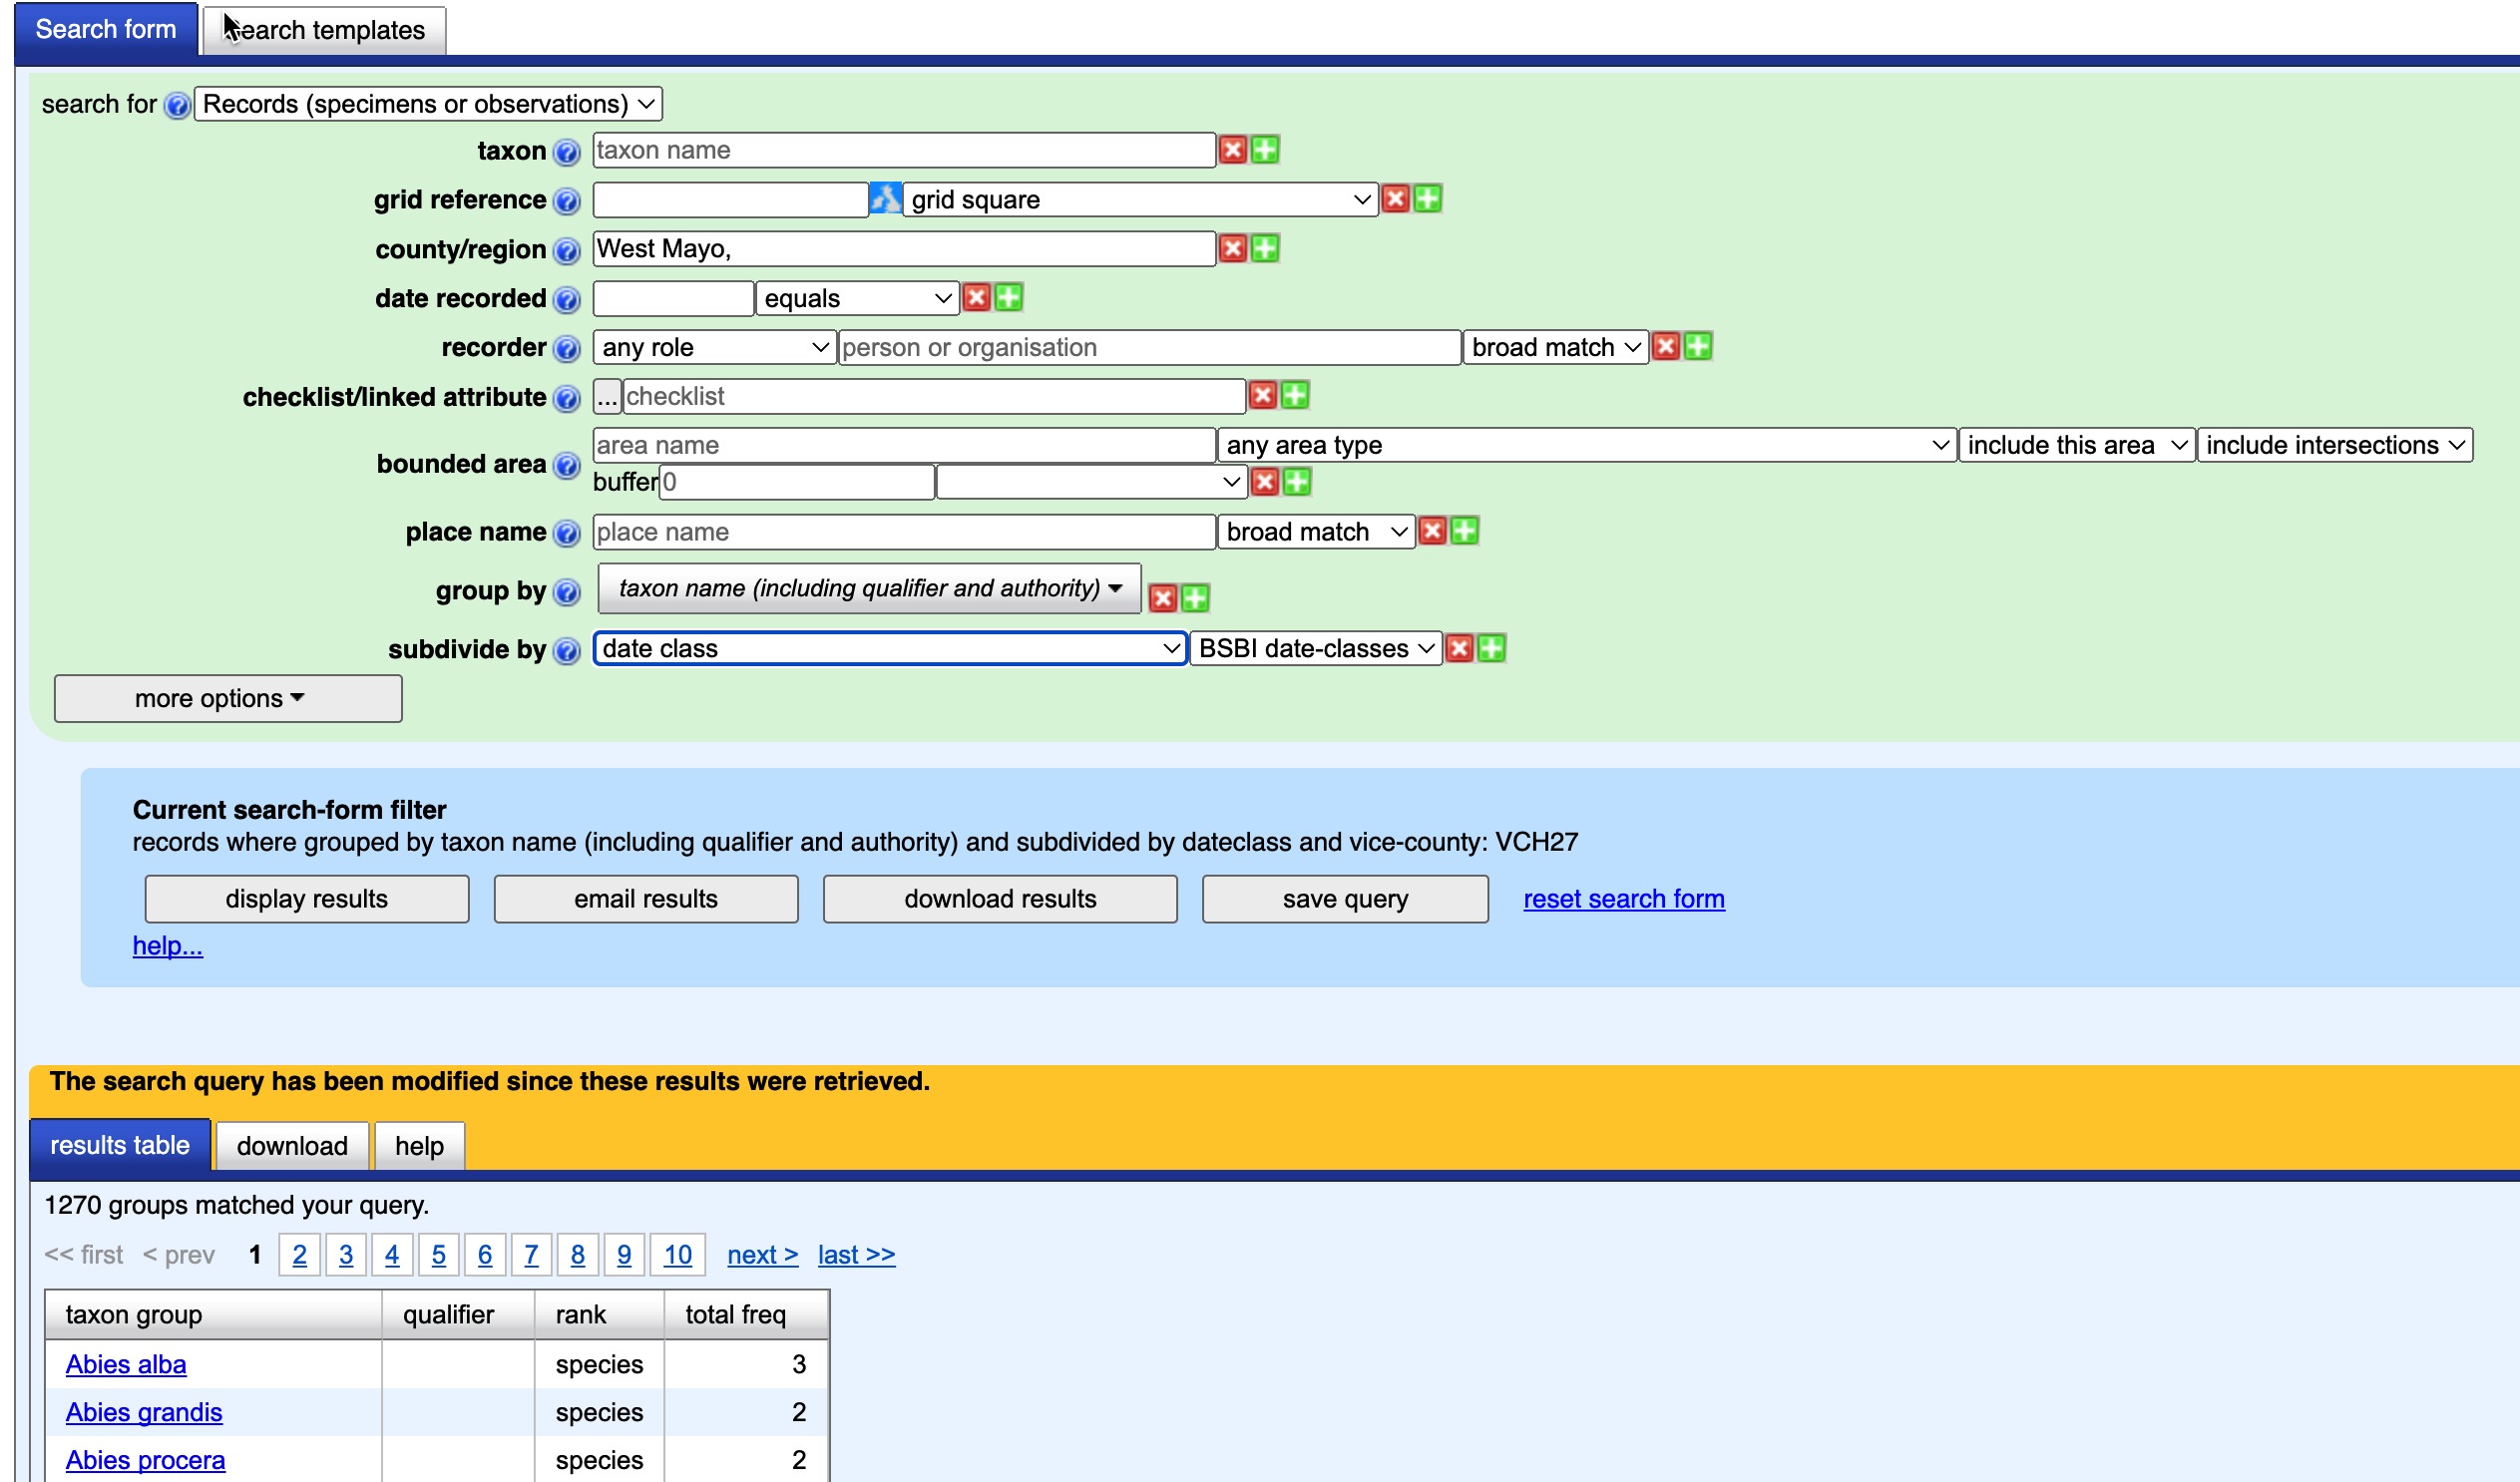 Search form
Search templates
search for Records (specimens or observations)
taxon taxon name
grid reference grid square
county/region West Mayo,
date recorded equals
recorder any role person or organisation broad match
checklist/linked attribute ... checklist
bounded area area name any area type include this area include intersections
buffer 0
place name place name broad match
group by taxon name (including qualifier and authority)
subdivide by date class BSBI date-classes
more options
Current search-form filter
records where grouped by taxon name (including qualifier and authority) and subdivided by dateclass and vice-county: VCH27
display results email results download results save query reset search form
help...
The search query has been modified since these results were retrieved.
results table download help
1270 groups matched your query.
<< first < prev 1 2 3 4 5 6 7 8 9 10 next > last >>
taxon group qualifier rank total freq
Abies alba species 3
Abies grandis species 2
Abies procera species 2